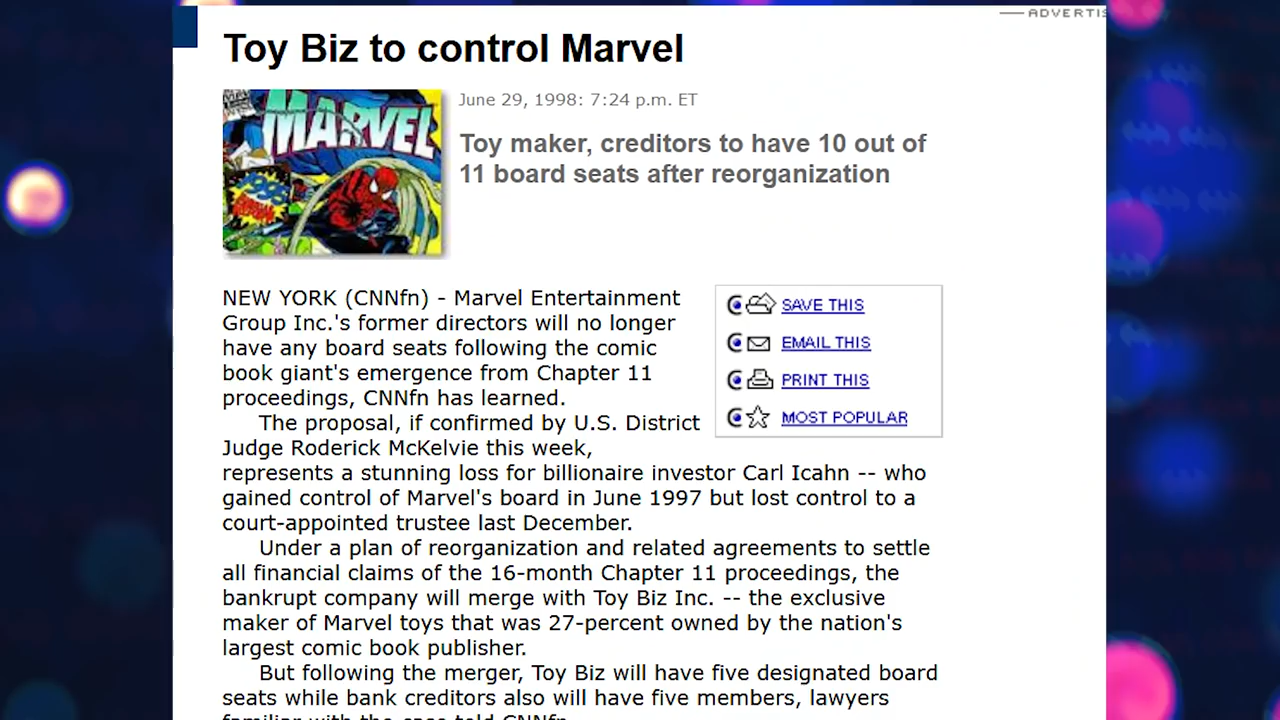 ADVERTIS
Toy Biz to control Marvel
MARVEL
June 29, 1998: 7:24 p.m. ET
Toy maker, creditors to have 10 out of
11 board seats after reorganization
NEW YORK (CNNfn) - Marvel Entertainment
Group Inc.'s former directors will no longer
have any board seats following the comic
book giant's emergence from Chapter 11
proceedings, CNNfn has learned.
SAVE THIS
EMAIL THIS
PRINT THIS
MOST POPULAR
The proposal, if confirmed by U.S. District
Judge Roderick McKelvie this week,
represents a stunning loss for billionaire investor Carl Icahn -- who
gained control of Marvel's board in June 1997 but lost control to a
court-appointed trustee last December.
Under a plan of reorganization and related agreements to settle
all financial claims of the 16-month Chapter 11 proceedings, the
bankrupt company will merge with Toy Biz Inc. -- the exclusive
maker of Marvel toys that was 27-percent owned by the nation's
largest comic book publisher.
But following the merger, Toy Biz will have five designated board
seats while bank creditors also will have five members, lawyers
familiar with the case told CNNfn.